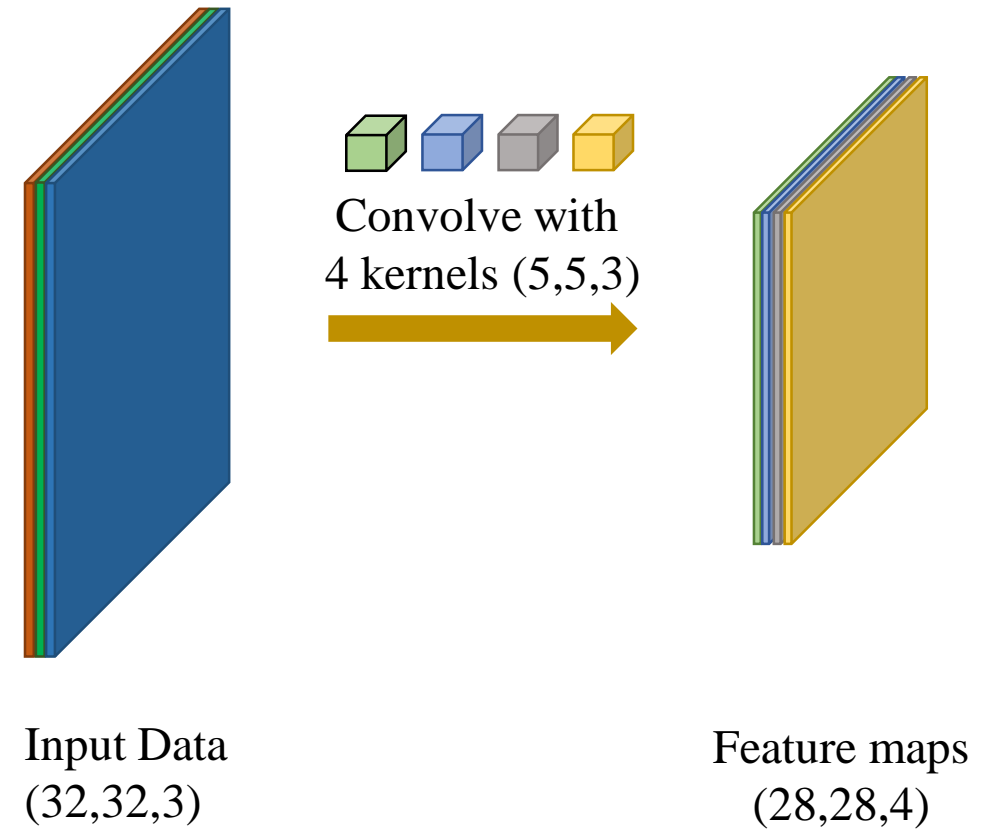 Convolve with
4 kernels (5,5,3)
Input Data
(32,32,3)
Feature maps
(28,28,4)